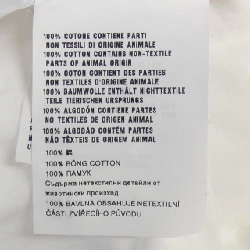 100% COTONE CONTIENE PARTI
NON TESSILI DI ORIGINE ANIMALE
100% COTTON CONTAINS NON-TEXTILE
PARTS OF ANIMAL ORIGIN
100% COTON CONTIENT DES PARTIES
NON TEXTILES D'ORIGINE ANIMALE
100% BAUMWOLLE ENTHÄLT NICHTTEXTILE
TEILE TIERISCHEN URSPRUNGS
100% ALGODÓN CONTIENE PARTES
NO TEXTILES DE ORIGEN ANIMAL
100% ALGODÃO CONTÉM PARTES
NÃO TÊXTEIS DE ORIGEM ANIMAL
100%
100% BÔNG COTTON
100% ПАМУК
Съдържа нетекстилни детайли от
животински произход
100% BAVLNA OBSAHUJE NETEXTILNÍ
ČÁSTI ZVÍŘECÍHO PŮVODU